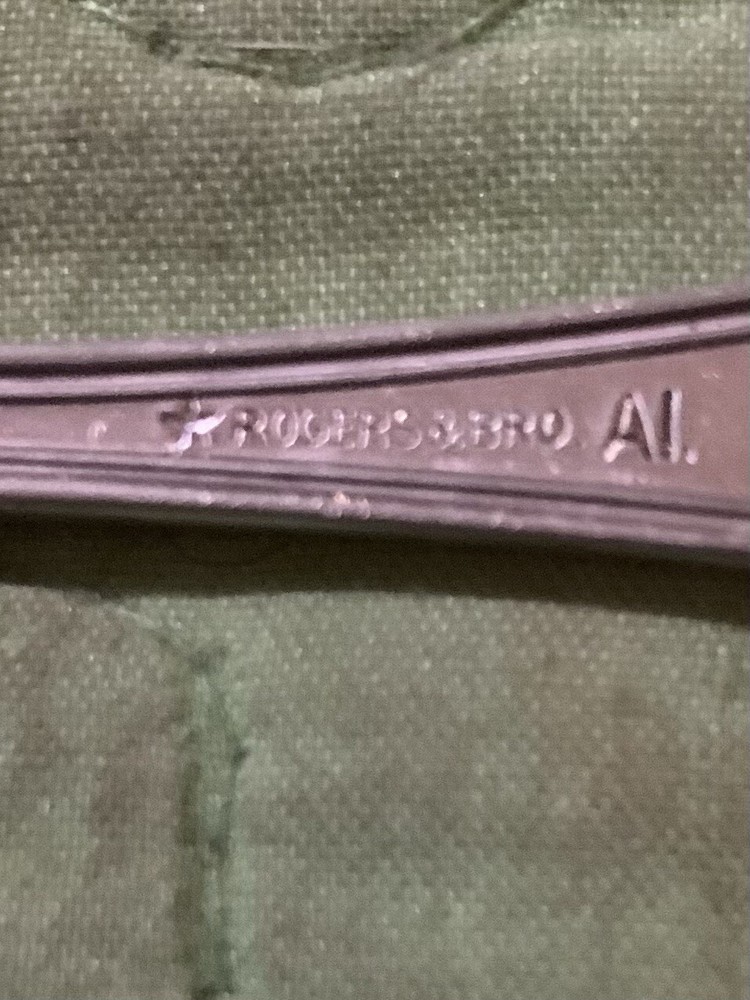 ★ ROGERS & BRO. A1.